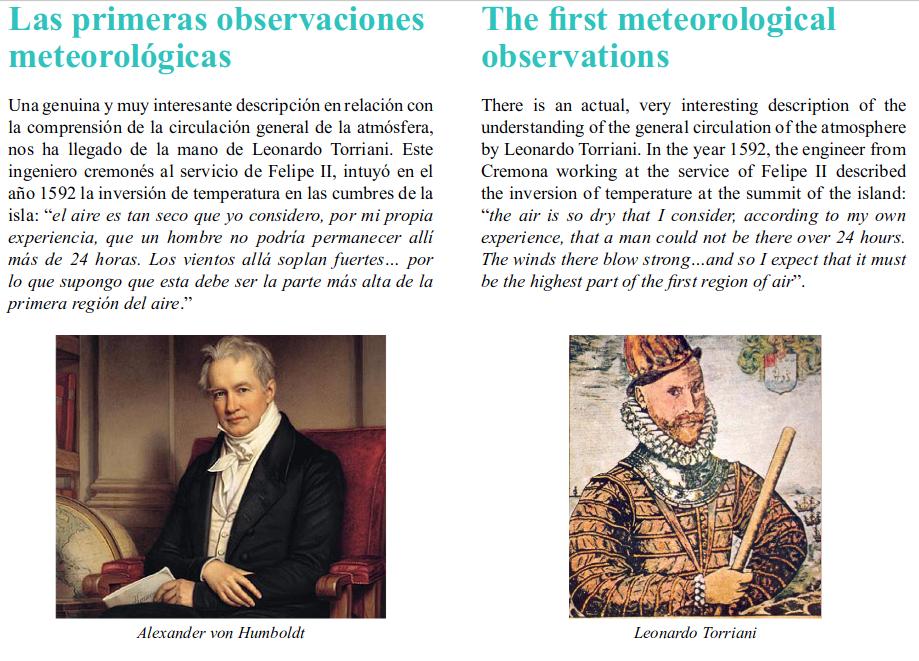 Las primeras observaciones
meteorológicas
Una genuina y muy interesante descripción en relación con
la comprensión de la circulación general de la atmósfera,
nos ha llegado de la mano de Leonardo Torriani. Este
ingeniero cremonés al servicio de Felipe II, intuyó en el
año 1592 la inversión de temperatura en las cumbres de la
isla: “el aire es tan seco que yo considero, por mi propia
experiencia, que un hombre no podría permanecer allí
más de 24 horas. Los vientos allá soplan fuertes... por
lo que supongo que esta debe ser la parte más alta de la
primera región del aire.”
Alexander von Humboldt
The first meteorological
observations
There is an actual, very interesting description of the
understanding of the general circulation of the atmosphere
by Leonardo Torriani. In the year 1592, the engineer from
Cremona working at the service of Felipe II described
the inversion of temperature at the summit of the island:
“the air is so dry that I consider, according to my own
experience, that a man could not be there over 24 hours.
The winds there blow strong...and so I expect that it must
be the highest part of the first region of air”.
Leonardo Torriani